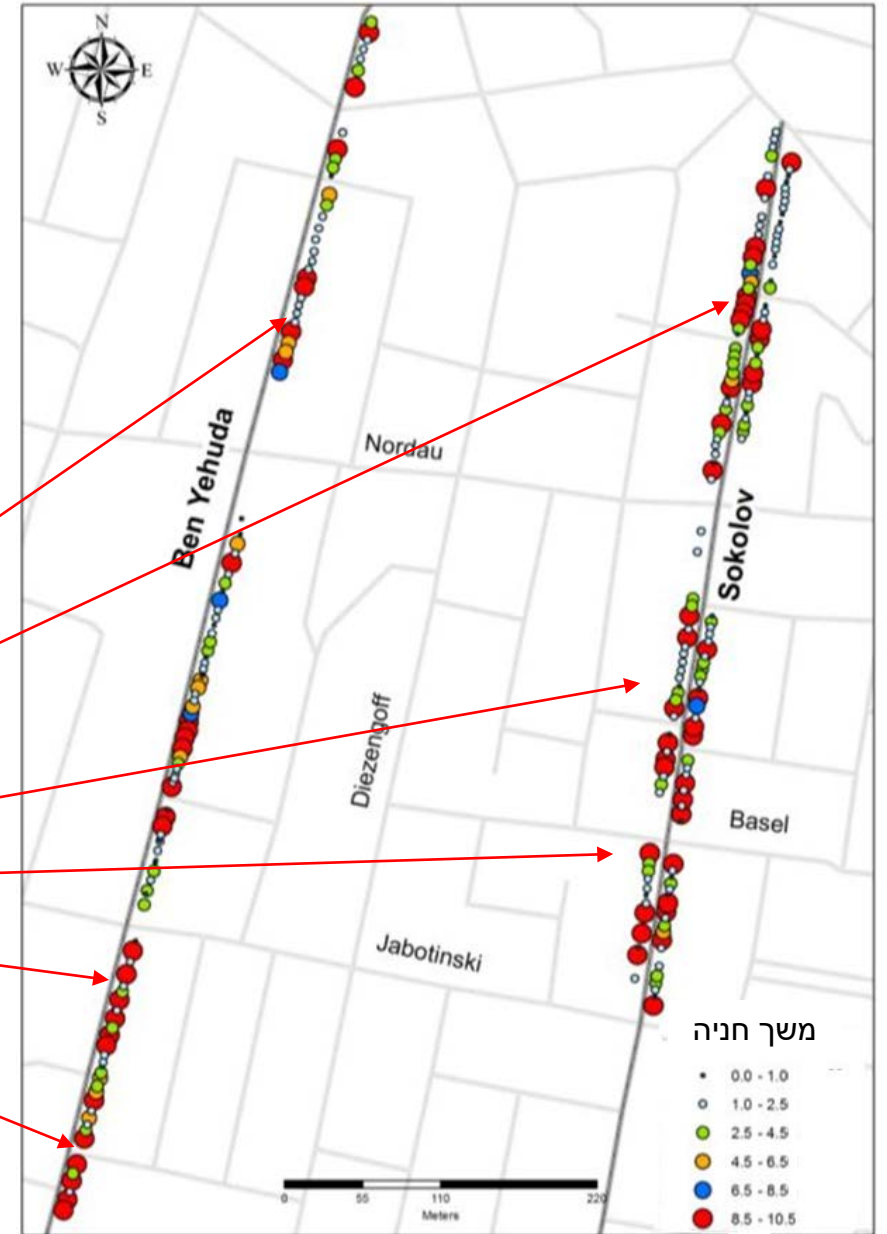 N
W E
S
Nordau
Ben Yehuda
Sokolov
Diezengoff
Basel
Jabotinski
משך חניה
0.0 - 1.0
1.0 - 2.5
2.5 - 4.5
4.5 - 6.5
6.5 - 8.5
8.5 - 10.5
0 55 110 220
Meters